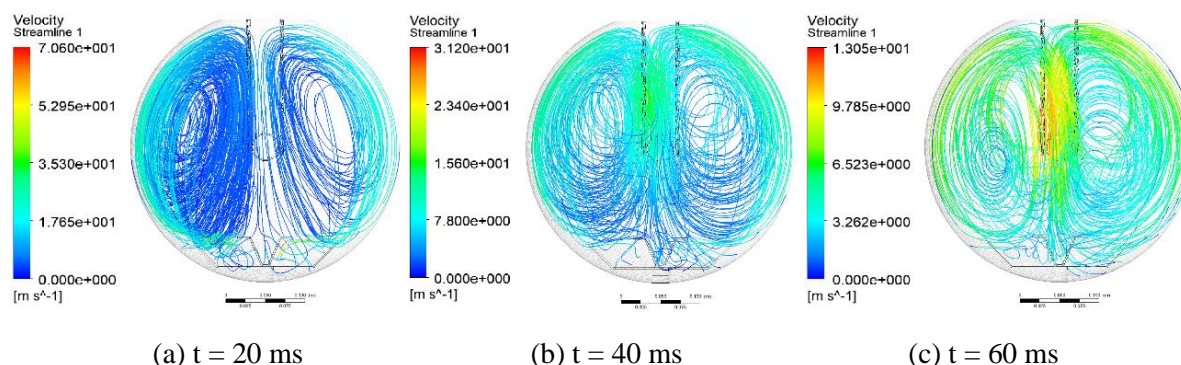 Velocity
Streamline 1
7.060e+001
5.295e+001
3.530e+001
1.765e+001
0.000e+000
[m s^-1]
Velocity
Streamline 1
3.120e+001
2.340e+001
1.560e+001
7.800e+000
0.000e+000
[m s^-1]
Velocity
Streamline 1
1.305e+001
9.785e+000
6.523e+000
3.262e+000
0.000e+000
[m s^-1]
(a) t = 20 ms
(b) t = 40 ms
(c) t = 60 ms